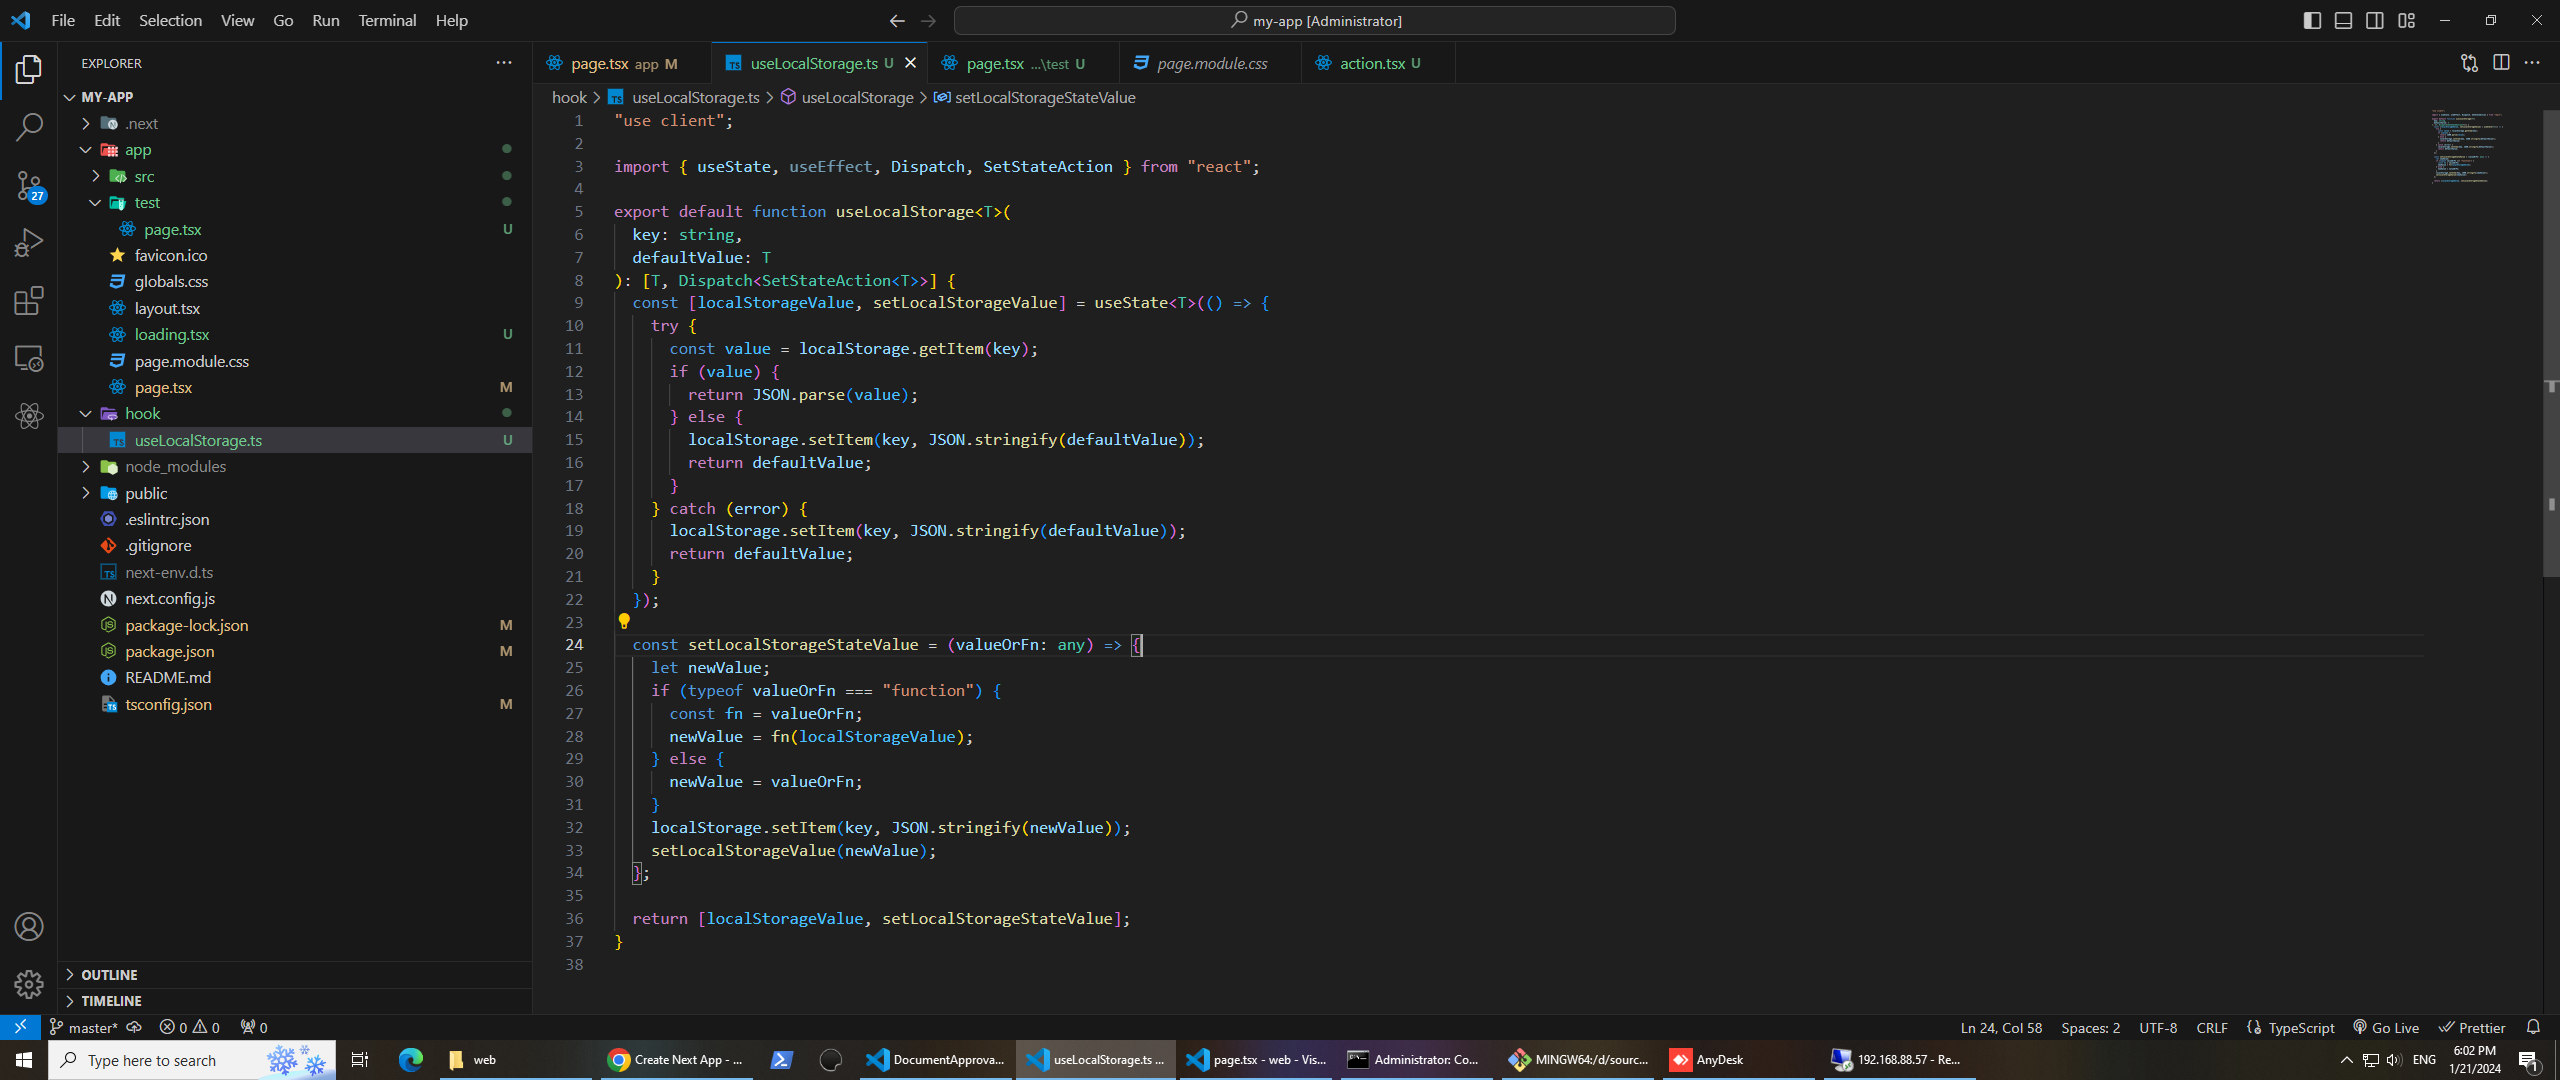 File Edit Selection View Go Run Terminal Help
my-app [Administrator]
EXPLORER
MY-APP
.next
app
src
test
page.tsx U
favicon.ico
globals.css
layout.tsx
loading.tsx U
page.module.css
page.tsx M
hook
useLocalStorage.ts U
node_modules
public
.eslintrc.json
.gitignore
next-env.d.ts
next.config.js
package-lock.json M
package.json M
README.md
tsconfig.json M
OUTLINE
TIMELINE
27
page.tsx app M
useLocalStorage.ts U
page.tsx ...\test U
page.module.css
action.tsx U
hook > useLocalStorage.ts > useLocalStorage > setLocalStorageStateValue
1 "use client";
2
3 import { useState, useEffect, Dispatch, SetStateAction } from "react";
4
5 export default function useLocalStorage<T>(
6 key: string,
7 defaultValue: T
8 ): [T, Dispatch<SetStateAction<T>>] {
9 const [localStorageValue, setLocalStorageValue] = useState<T>(() => {
10 try {
11 const value = localStorage.getItem(key);
12 if (value) {
13 return JSON.parse(value);
14 } else {
15 localStorage.setItem(key, JSON.stringify(defaultValue));
16 return defaultValue;
17 }
18 } catch (error) {
19 localStorage.setItem(key, JSON.stringify(defaultValue));
20 return defaultValue;
21 }
22 });
23
24 const setLocalStorageStateValue = (valueOrFn: any) => {
25 let newValue;
26 if (typeof valueOrFn === "function") {
27 const fn = valueOrFn;
28 newValue = fn(localStorageValue);
29 } else {
30 newValue = valueOrFn;
31 }
32 localStorage.setItem(key, JSON.stringify(newValue));
33 setLocalStorageValue(newValue);
34 };
35
36 return [localStorageValue, setLocalStorageStateValue];
37 }
38
master* 0 0 0
Ln 24, Col 58 Spaces: 2 UTF-8 CRLF TypeScript Go Live Prettier
Type here to search
web
Create Next App - ...
DocumentApprova...
useLocalStorage.ts ...
page.tsx - web - Vis...
Administrator: Co...
MINGW64:/d/sourc...
AnyDesk
192.168.88.57 - Re...
ENG
6:02 PM
1/21/2024
1